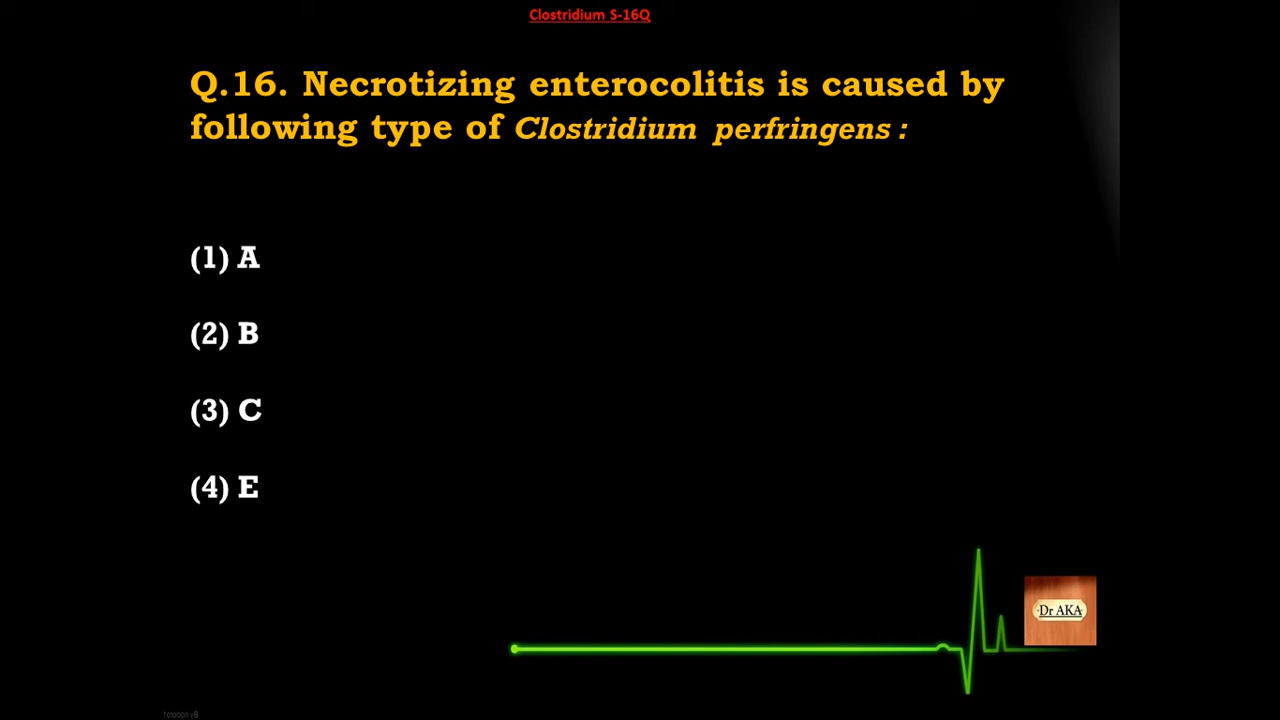 Clostridium S-16Q
Q.16. Necrotizing enterocolitis is caused by
following type of Clostridium perfringens :
(1) A
(2) B
(3) C
(4) E
Dr AKA